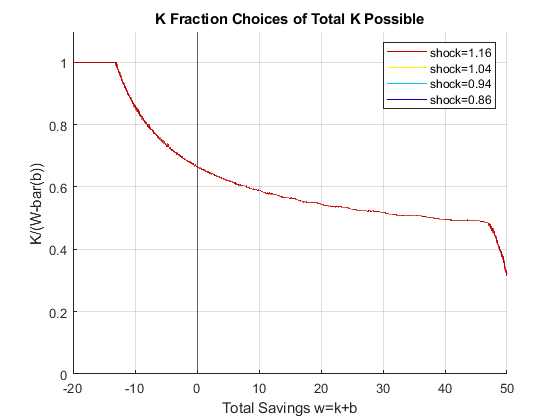 K Fraction Choices of Total K Possible
shock=1.16
shock=1.04
shock=0.94
shock=0.86
K/(W-bar(b))
1
0.8
0.6
0.4
0.2
0
-20
-10
0
10
20
30
40
50
Total Savings w=k+b